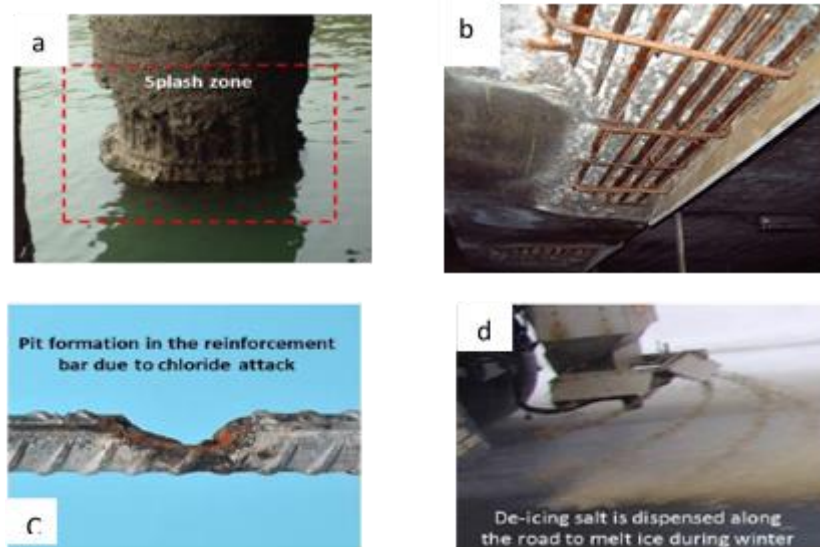 a
Splash zone
b
Pit formation in the reinforcement
bar due to chloride attack
C
d
De-icing salt is dispensed along
the road to melt ice during winter